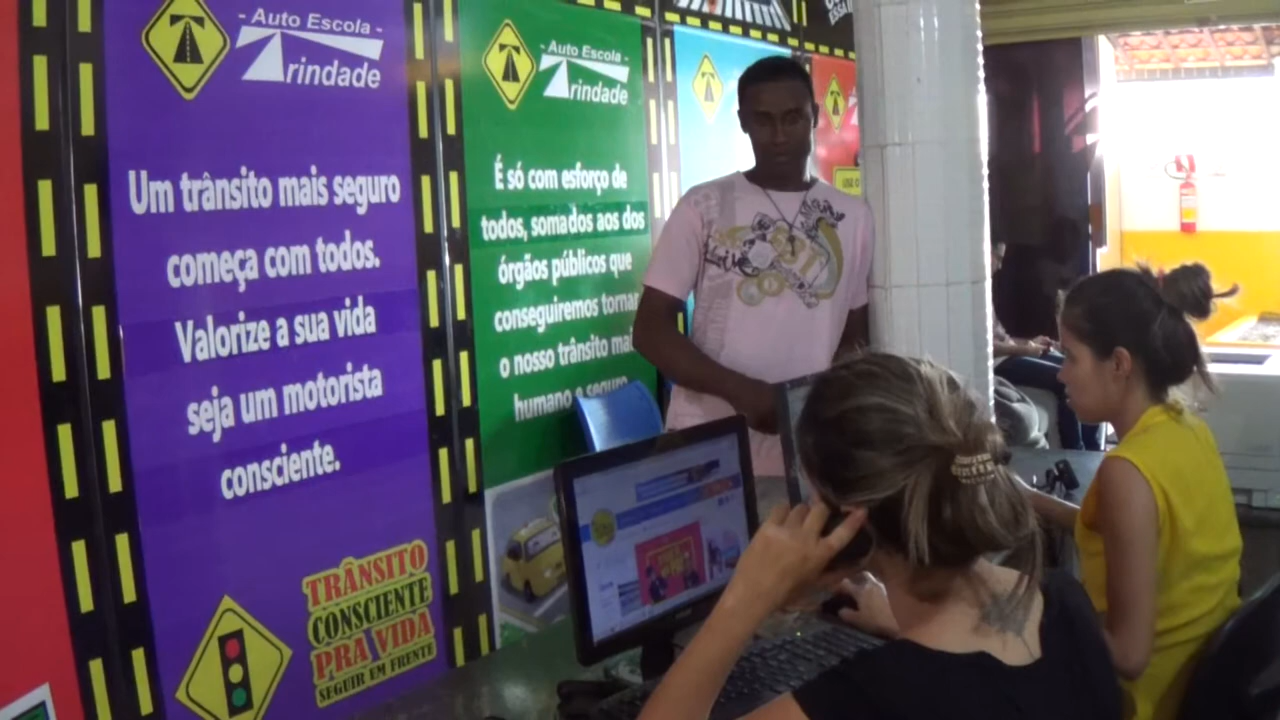 - Auto Escola -
Trindade
Um trânsito mais seguro
começa com todos.
Valorize a sua vida
seja um motorista
consciente.
TRÂNSITO
CONSCIENTE
PRA VIDA
SEGUIR EM FRENTE
- Auto Escola -
Trindade
É só com esforço de
todos, somados aos dos
órgãos públicos que
conseguiremos tornar
o nosso trânsito mais
humano e seguro